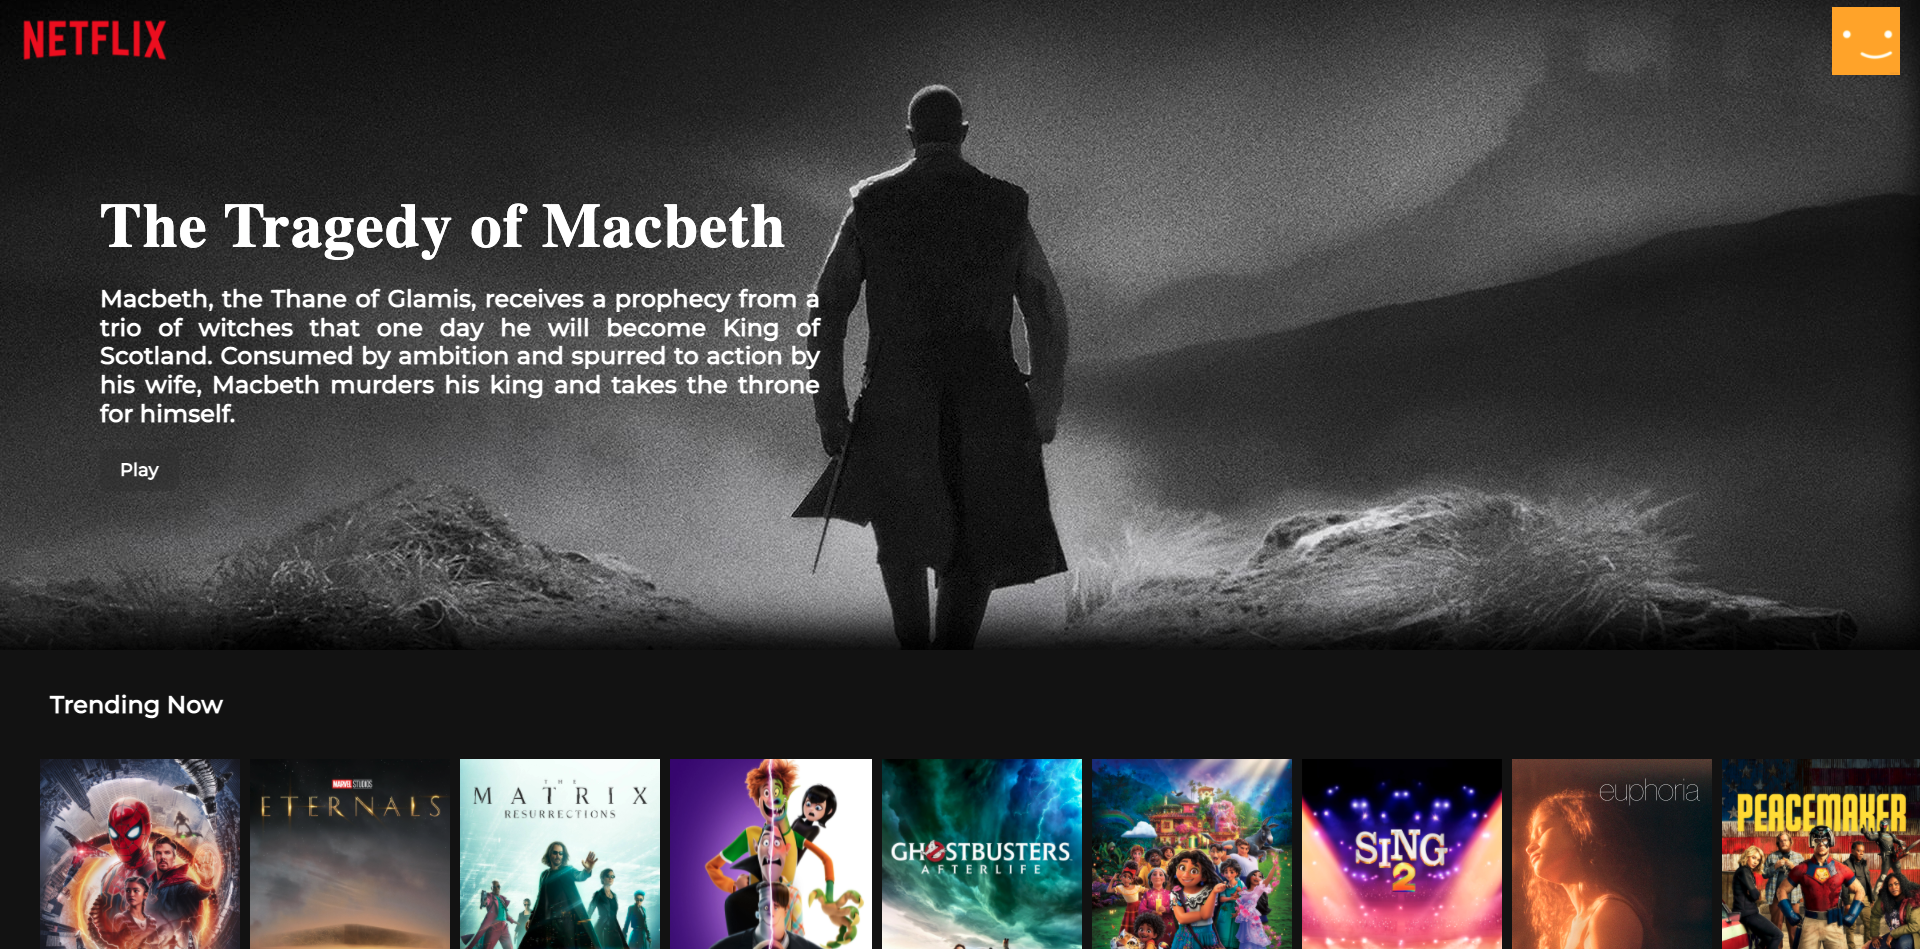 NETFLIX
The Tragedy of Macbeth
Macbeth, the Thane of Glamis, receives a prophecy from a
trio of witches that one day he will become King of
Scotland. Consumed by ambition and spurred to action by
his wife, Macbeth murders his king and takes the throne
for himself.
Play
Trending Now
MARVEL STUDIOS
ETERNALS
THE
MATRIX
RESURRECTIONS
GHOSTBUSTERS
AFTERLIFE
SING
2
euphoria
PEACEMAKER